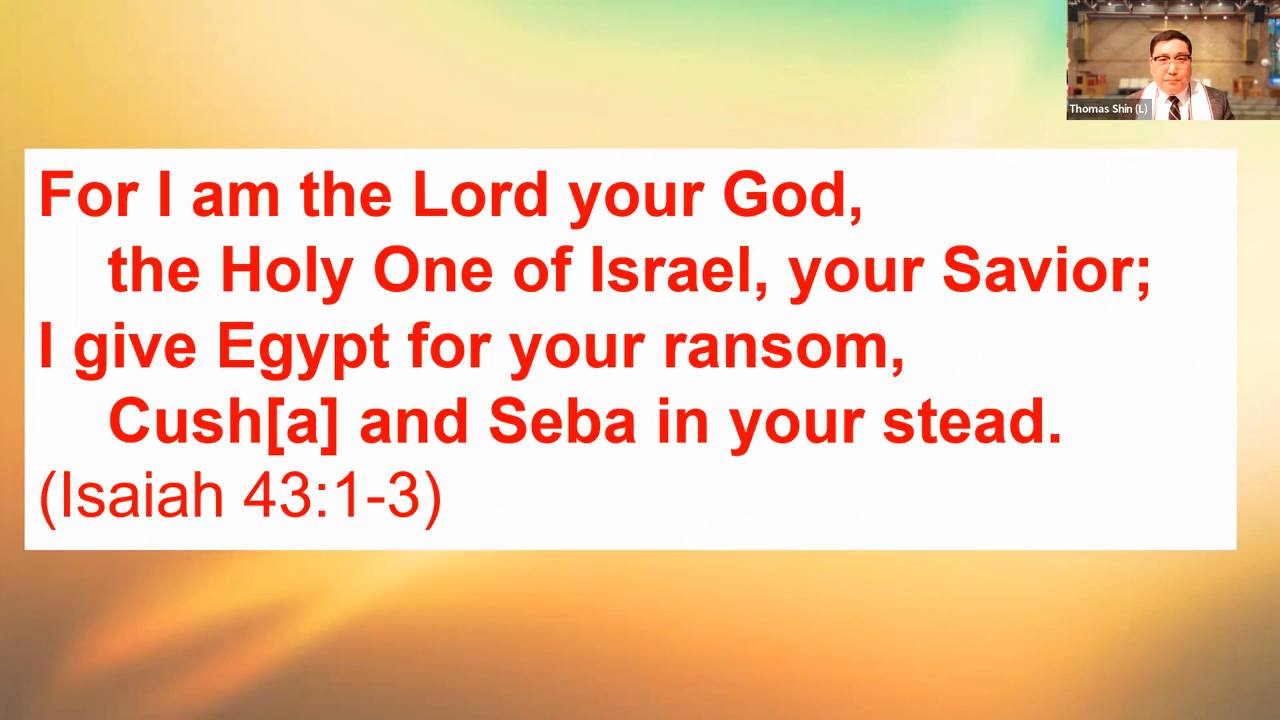 Thomas Shin (L)
For I am the Lord your God,
the Holy One of Israel, your Savior;
I give Egypt for your ransom,
Cush[a] and Seba in your stead.
(Isaiah 43:1-3)